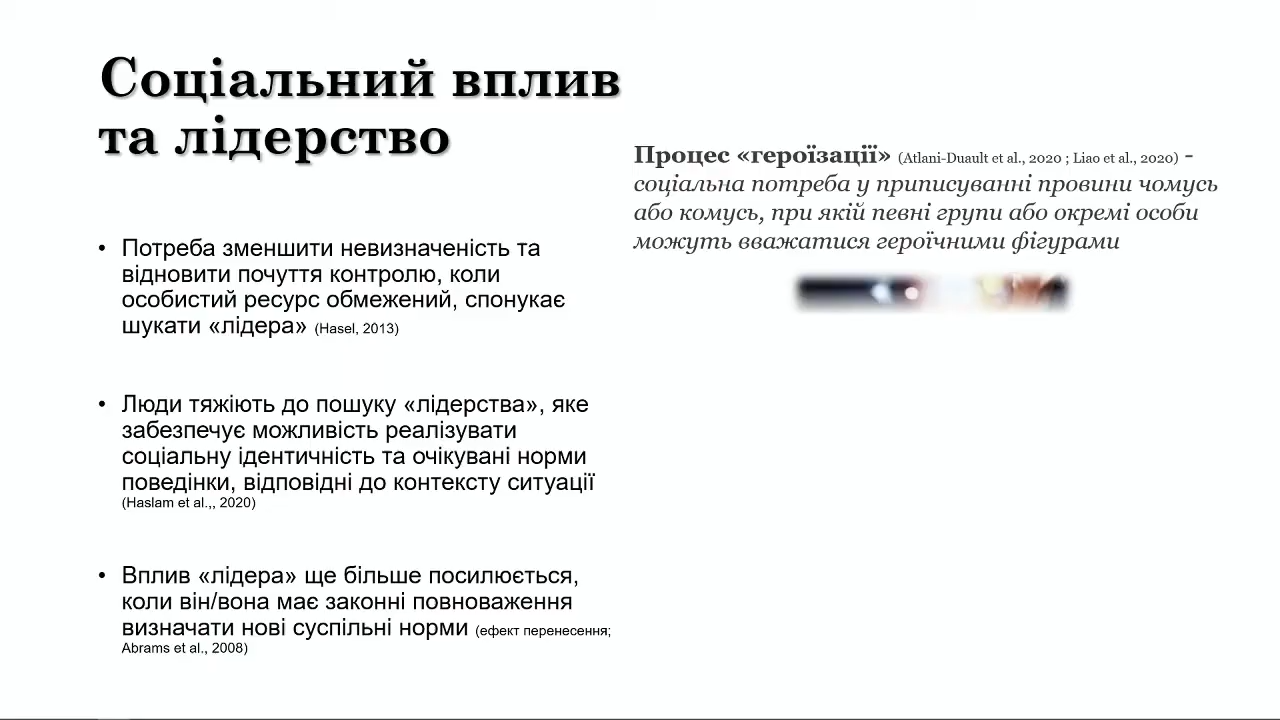 Соціальний вплив
та лідерство
• Потреба зменшити невизначеність та
відновити почуття контролю, коли
особистий ресурс обмежений, спонукає
шукати «лідера» (Hasel, 2013)
• Люди тяжіють до пошуку «лідерства», яке
забезпечує можливість реалізувати
соціальну ідентичність та очікувані норми
поведінки, відповідні до контексту ситуації
(Haslam et al.,, 2020)
• Вплив «лідера» ще більше посилюється,
коли він/вона має законні повноваження
визначати нові суспільні норми (ефект перенесення;
Abrams et al., 2008)
Процес «героїзації» (Atlani-Duault et al., 2020 ; Liao et al., 2020) -
соціальна потреба у приписуванні провини чомусь
або комусь, при якій певні групи або окремі особи
можуть вважатися героїчними фігурами